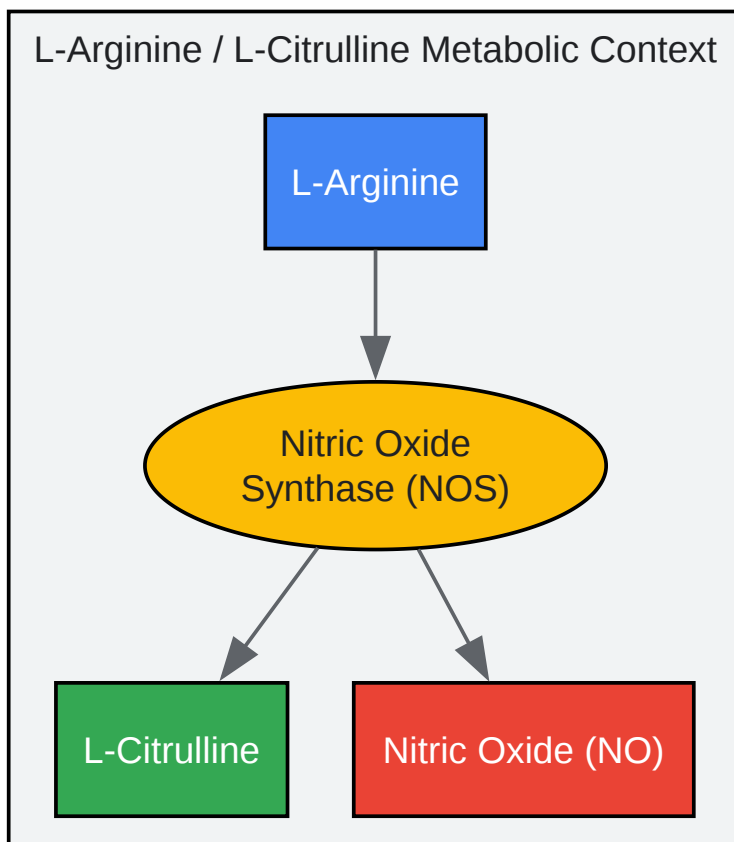 L-Arginine / L-Citrulline Metabolic Context
L-Arginine
Nitric Oxide
Synthase (NOS)
L-Citrulline
Nitric Oxide (NO)